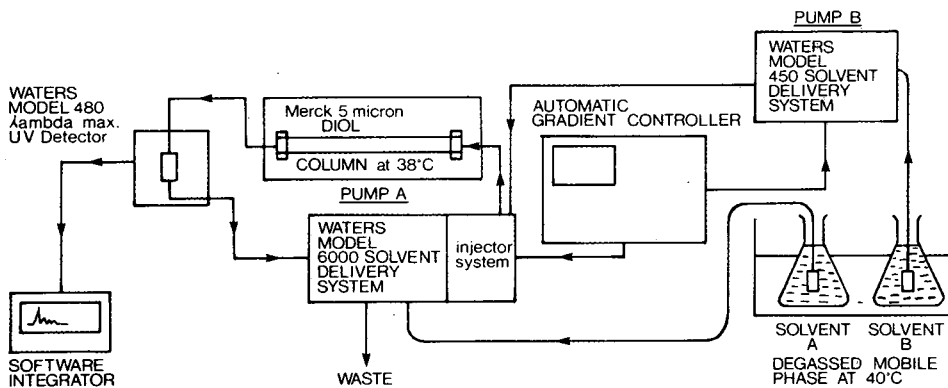 PUMP B
WATERS
MODEL
450 SOLVENT
DELIVERY
SYSTEM
WATERS
MODEL 480
λambda max.
UV Detector
Merck 5 micron
DIOL
COLUMN at 38°C
AUTOMATIC
GRADIENT CONTROLLER
PUMP A
WATERS
MODEL
6000 SOLVENT
DELIVERY
SYSTEM
injector
system
SOFTWARE
INTEGRATOR
WASTE
SOLVENT
A
SOLVENT
B
DEGASSED MOBILE
PHASE AT 40°C